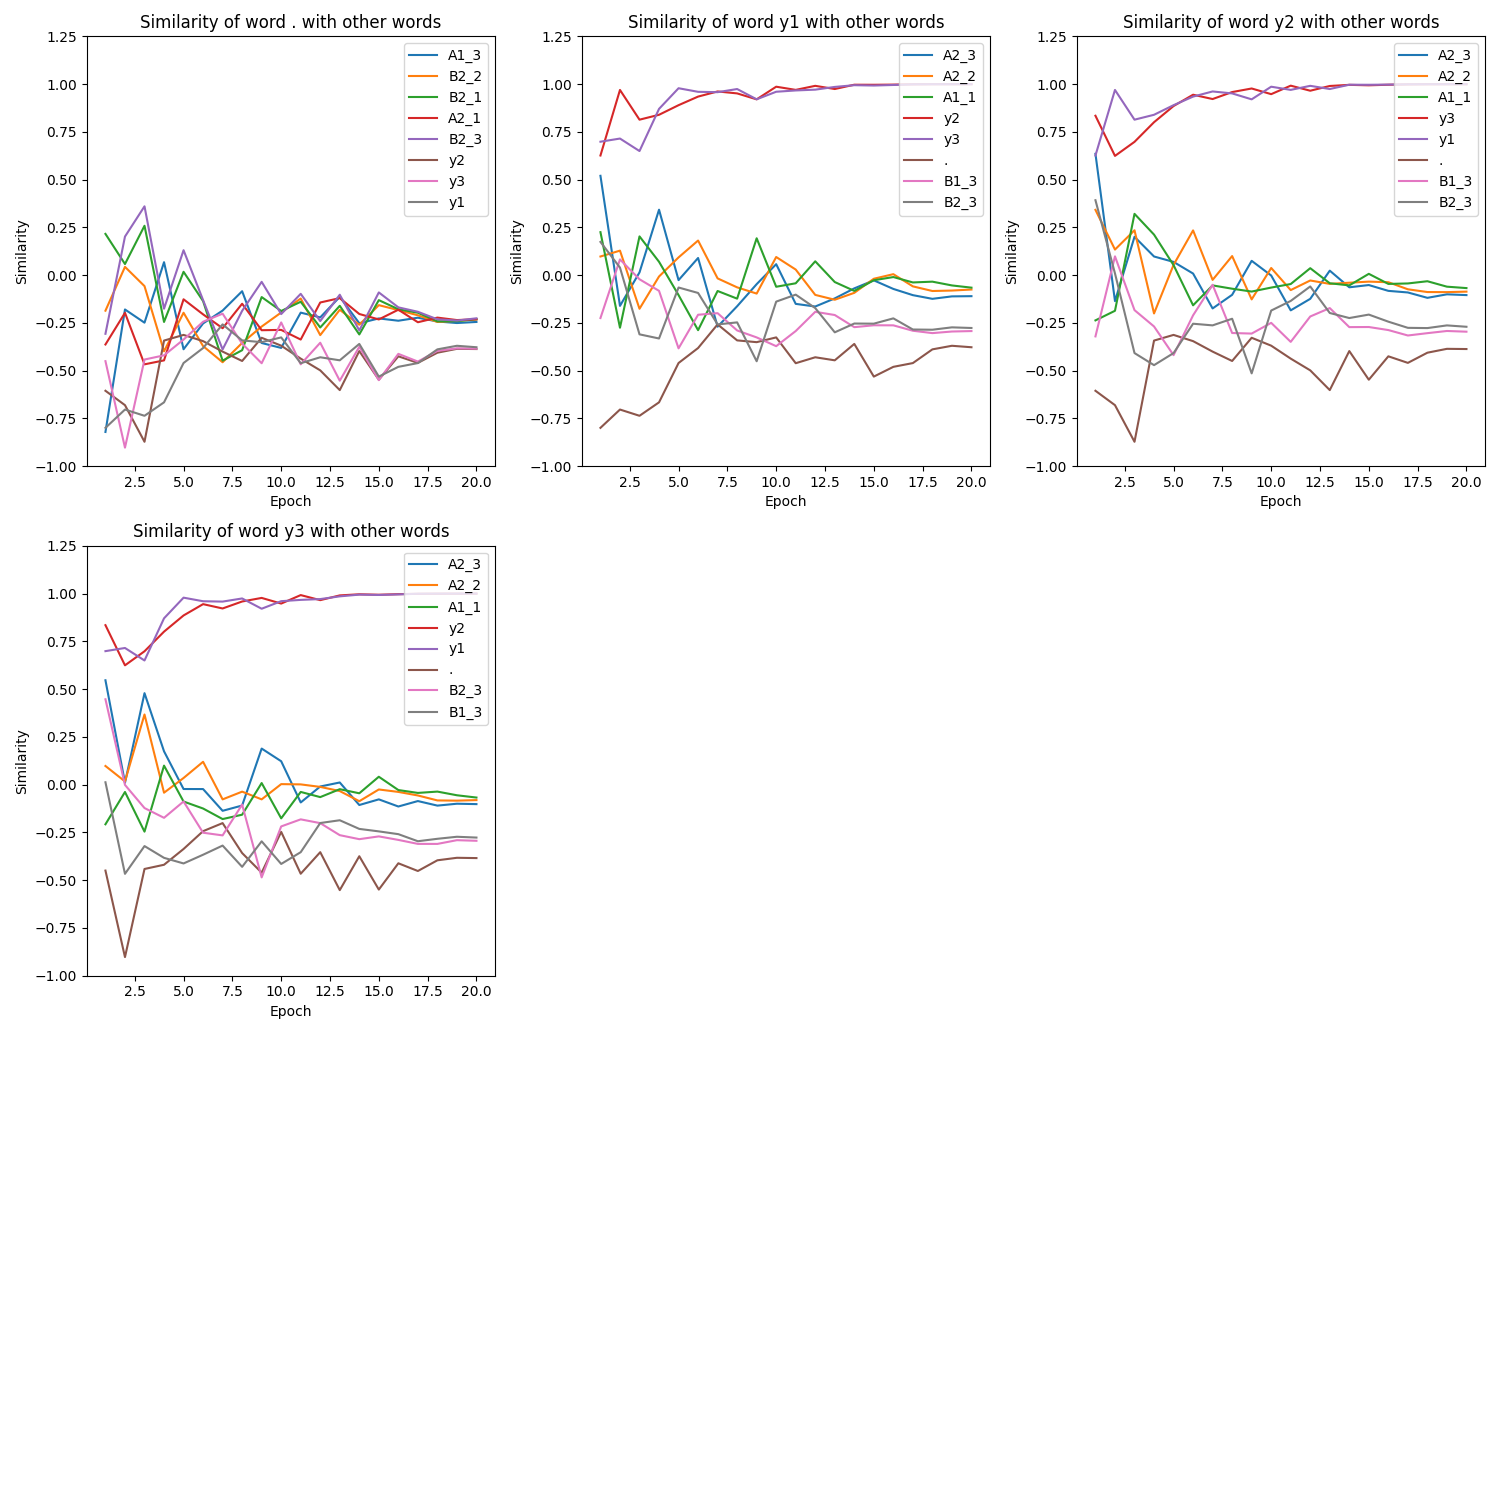 Similarity of word . with other words
1.25
1.00
0.75
0.50
0.25
0.00
−0.25
−0.50
−0.75
−1.00
Similarity
2.5 5.0 7.5 10.0 12.5 15.0 17.5 20.0
Epoch
A1_3
B2_2
B2_1
A2_1
B2_3
y2
y3
y1
Similarity of word y1 with other words
1.25
1.00
0.75
0.50
0.25
0.00
−0.25
−0.50
−0.75
−1.00
Similarity
2.5 5.0 7.5 10.0 12.5 15.0 17.5 20.0
Epoch
A2_3
A2_2
A1_1
y2
y3
.
B1_3
B2_3
Similarity of word y2 with other words
1.25
1.00
0.75
0.50
0.25
0.00
−0.25
−0.50
−0.75
−1.00
Similarity
2.5 5.0 7.5 10.0 12.5 15.0 17.5 20.0
Epoch
A2_3
A2_2
A1_1
y3
y1
.
B1_3
B2_3
Similarity of word y3 with other words
1.25
1.00
0.75
0.50
0.25
0.00
−0.25
−0.50
−0.75
−1.00
Similarity
2.5 5.0 7.5 10.0 12.5 15.0 17.5 20.0
Epoch
A2_3
A2_2
A1_1
y2
y1
.
B2_3
B1_3